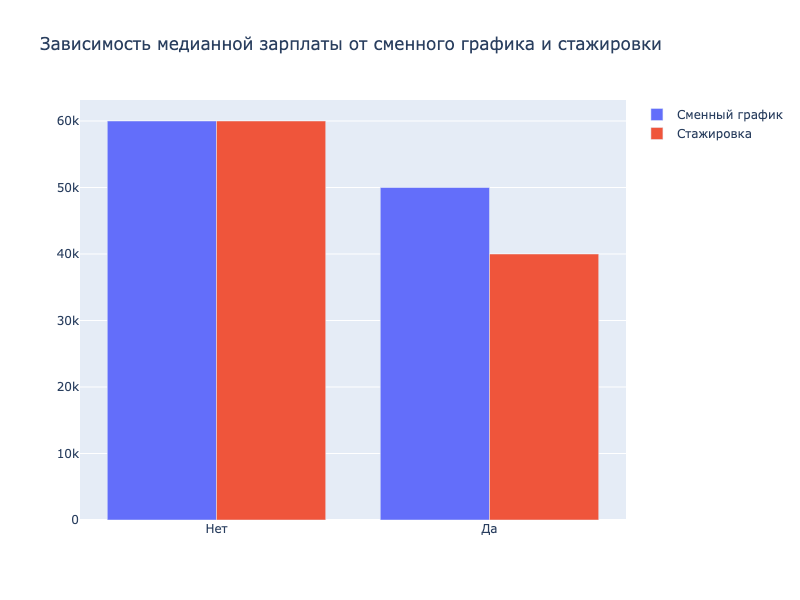 Зависимость медианной зарплаты от сменного графика и стажировки
Сменный график
Стажировка
60k
50k
40k
30k
20k
10k
0
Нет
Да